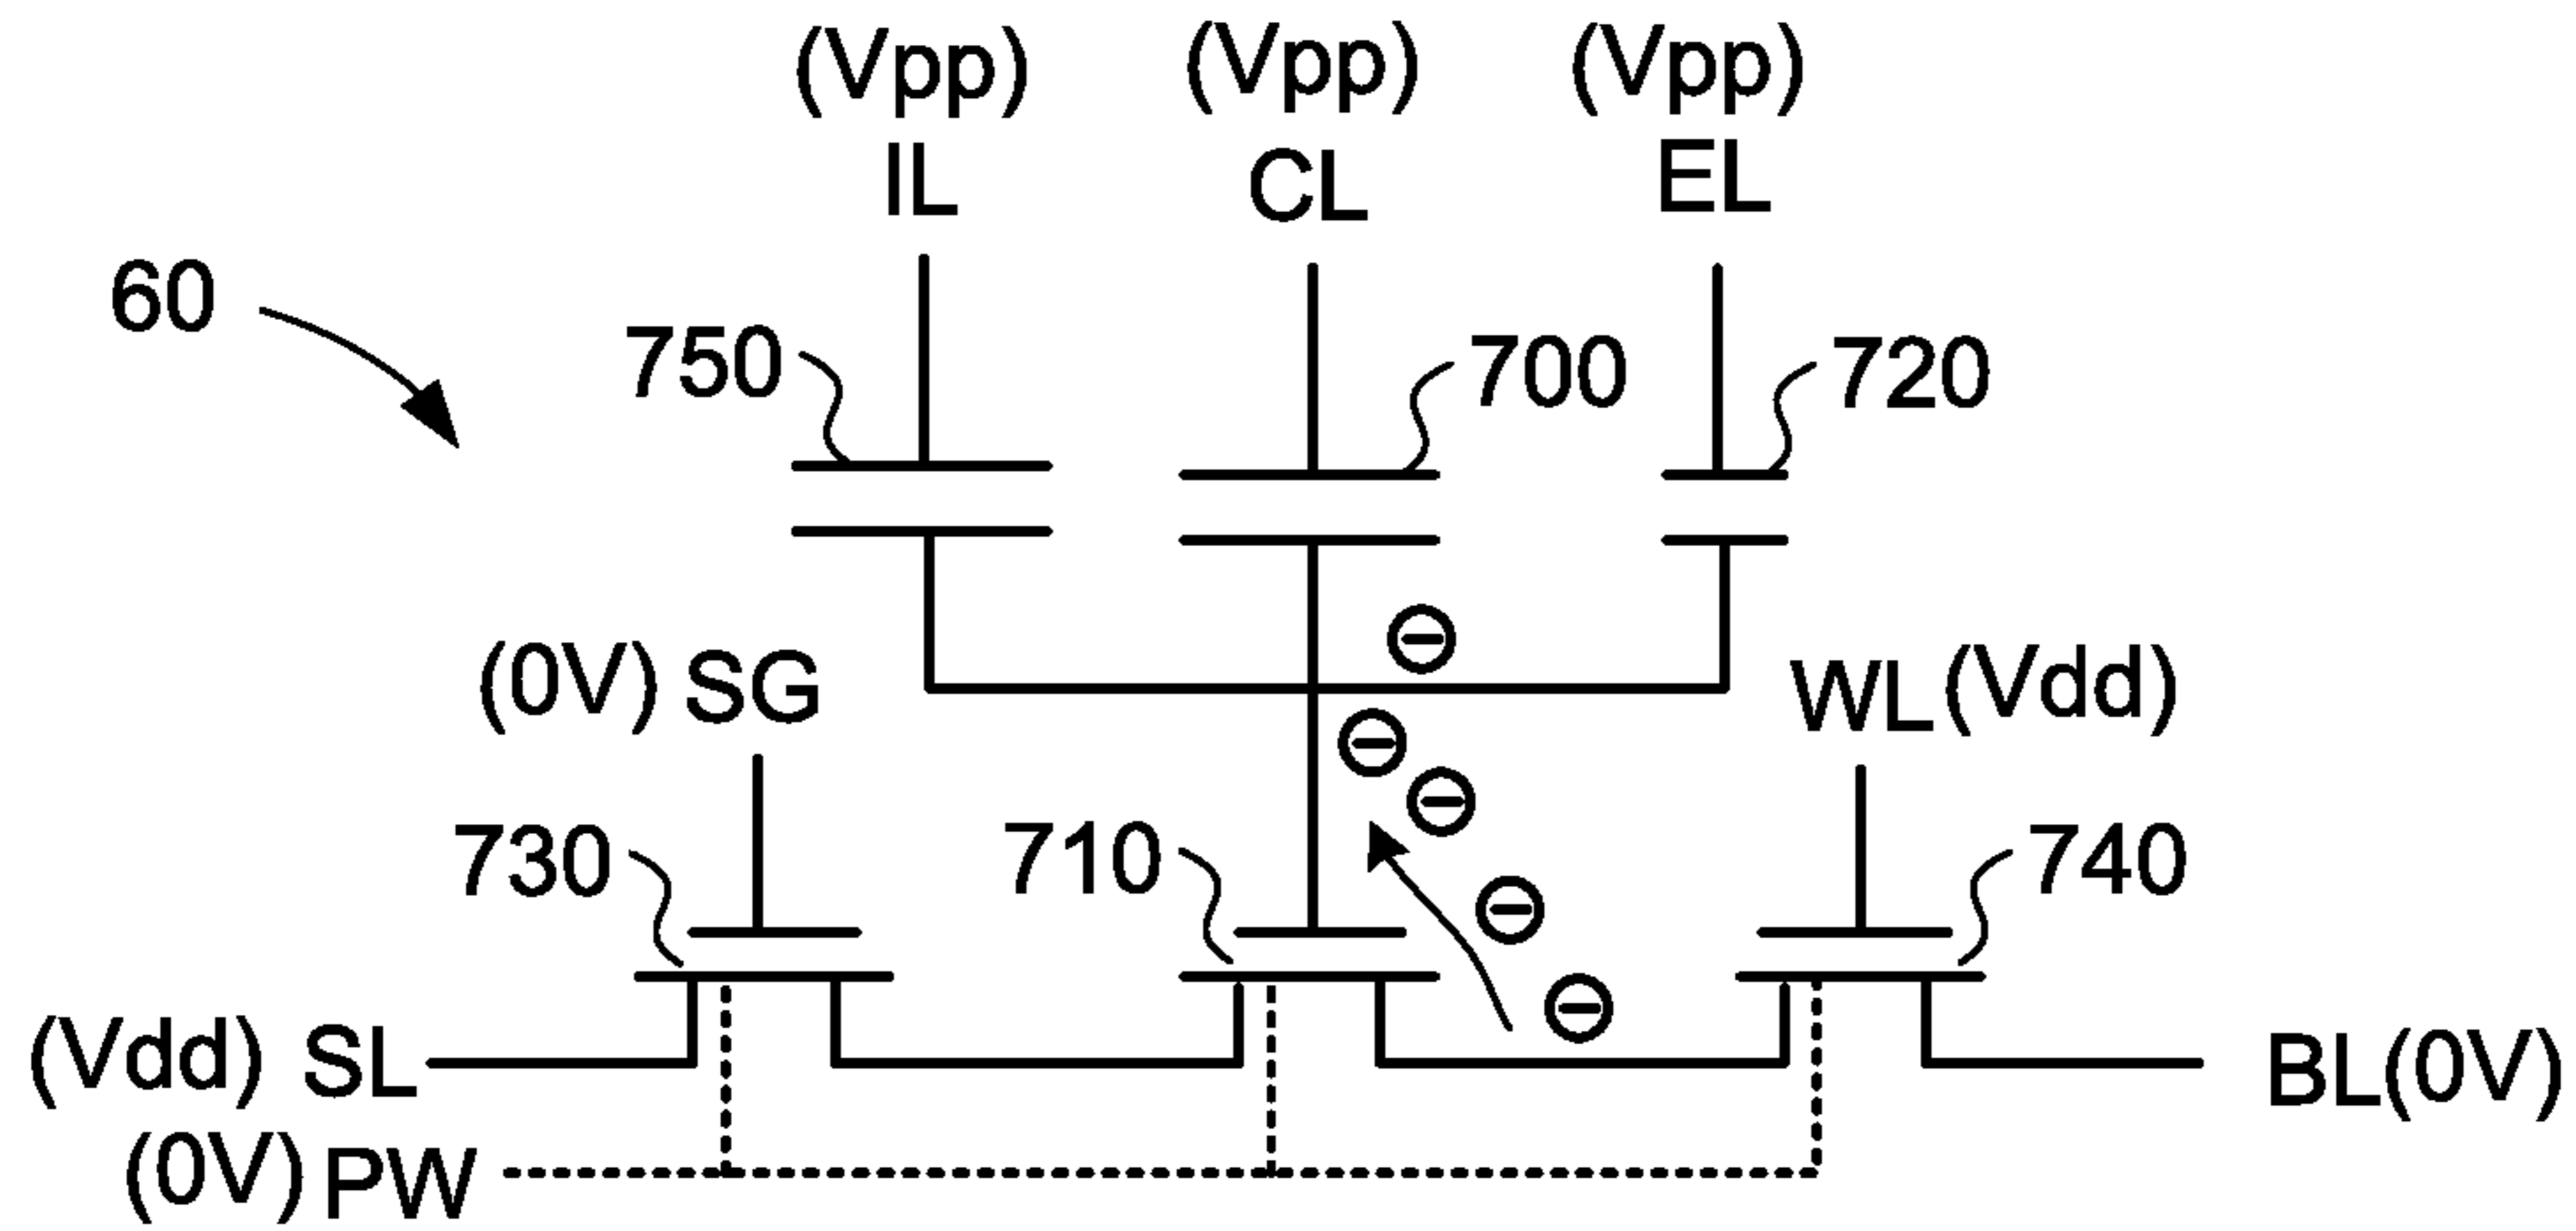 (Vpp) (Vpp) (Vpp)
IL CL EL
60
750 700 720
(0V) SG WL (Vdd)
730 710 740
(Vdd) SL BL (0V)
(0V) PW